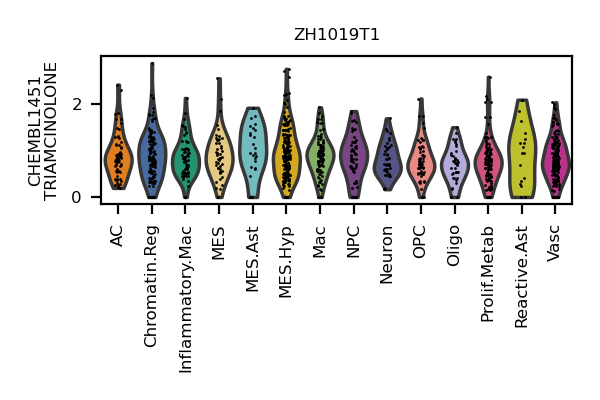 ZH1019T1
CHEMBL1451
TRIAMCINOLONE
2
0
AC
Chromatin.Reg
Inflammatory.Mac
MES
MES.Ast
MES.Hyp
Mac
NPC
Neuron
OPC
Oligo
Prolif.Metab
Reactive.Ast
Vasc